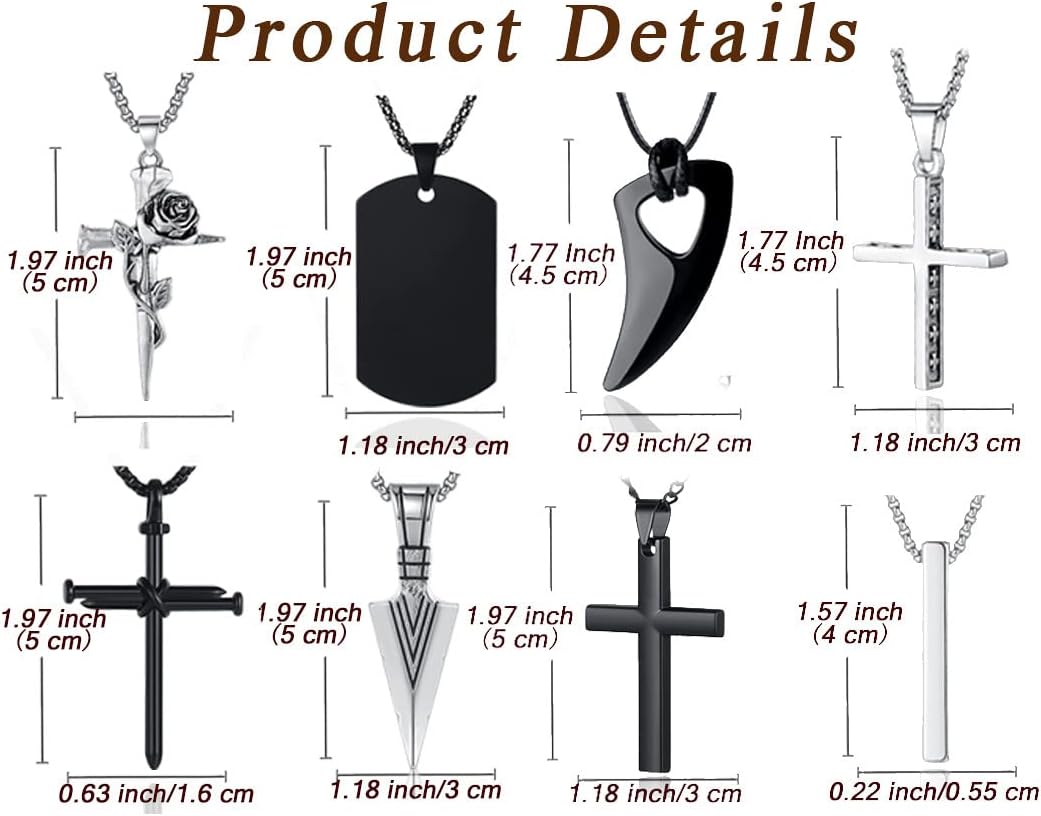 Product Details
1.97 inch
(5 cm)
1.97 inch
(5 cm)
1.77 Inch
(4.5 cm)
1.77 Inch
(4.5 cm)
1.18 inch/3 cm
0.79 inch/2 cm
1.18 inch/3 cm
1.97 inch
(5 cm)
1.97 inch
(5 cm)
1.97 inch
(5 cm)
1.57 inch
(4 cm)
0.63 inch/1.6 cm
1.18 inch/3 cm
1.18 inch/3 cm
0.22 inch/0.55 cm